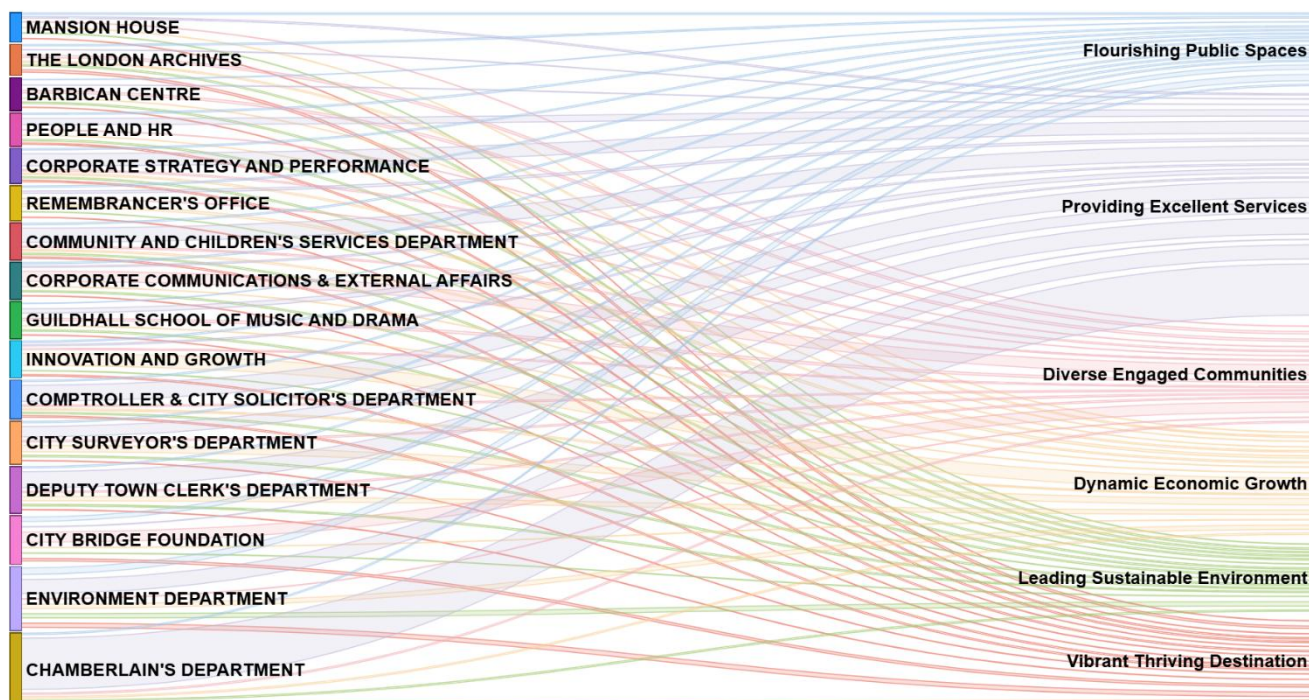 MANSION HOUSE
THE LONDON ARCHIVES
BARBICAN CENTRE
PEOPLE AND HR
CORPORATE STRATEGY AND PERFORMANCE
REMEMBRANCER'S OFFICE
COMMUNITY AND CHILDREN'S SERVICES DEPARTMENT
CORPORATE COMMUNICATIONS & EXTERNAL AFFAIRS
GUILDHALL SCHOOL OF MUSIC AND DRAMA
INNOVATION AND GROWTH
COMPTROLLER & CITY SOLICITOR'S DEPARTMENT
CITY SURVEYOR'S DEPARTMENT
DEPUTY TOWN CLERK'S DEPARTMENT
CITY BRIDGE FOUNDATION
ENVIRONMENT DEPARTMENT
CHAMBERLAIN'S DEPARTMENT
Flourishing Public Spaces
Providing Excellent Services
Diverse Engaged Communities
Dynamic Economic Growth
Leading Sustainable Environment
Vibrant Thriving Destination